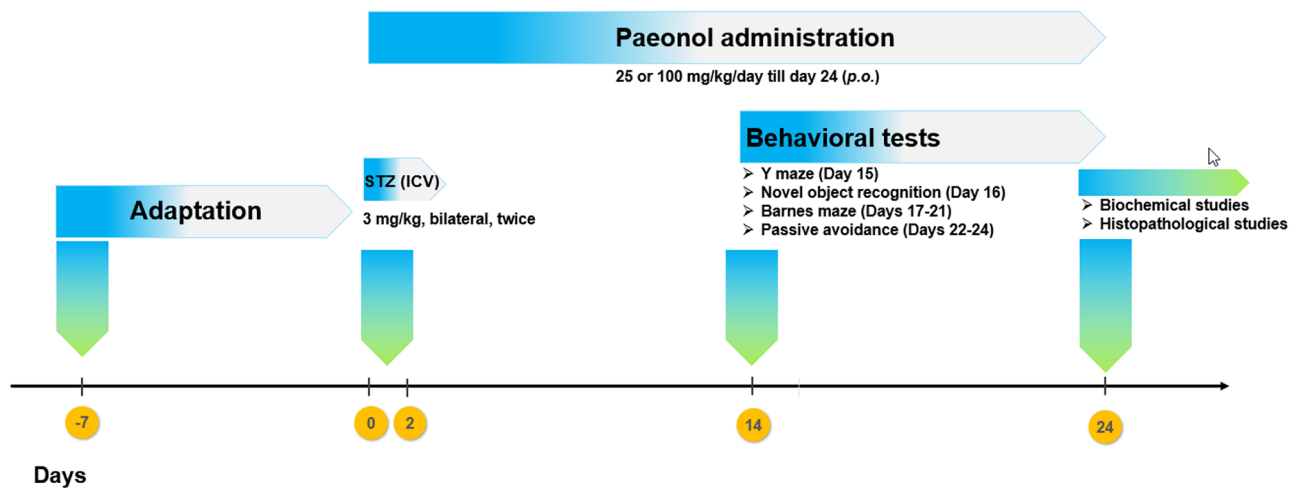 Paeonol administration
25 or 100 mg/kg/day till day 24 (p.o.)
Behavioral tests
➢ Y maze (Day 15)
➢ Novel object recognition (Day 16)
➢ Barnes maze (Days 17-21)
➢ Passive avoidance (Days 22-24)
STZ (ICV)
3 mg/kg, bilateral, twice
Adaptation
➢ Biochemical studies
➢ Histopathological studies
-7 0 2 14 24
Days